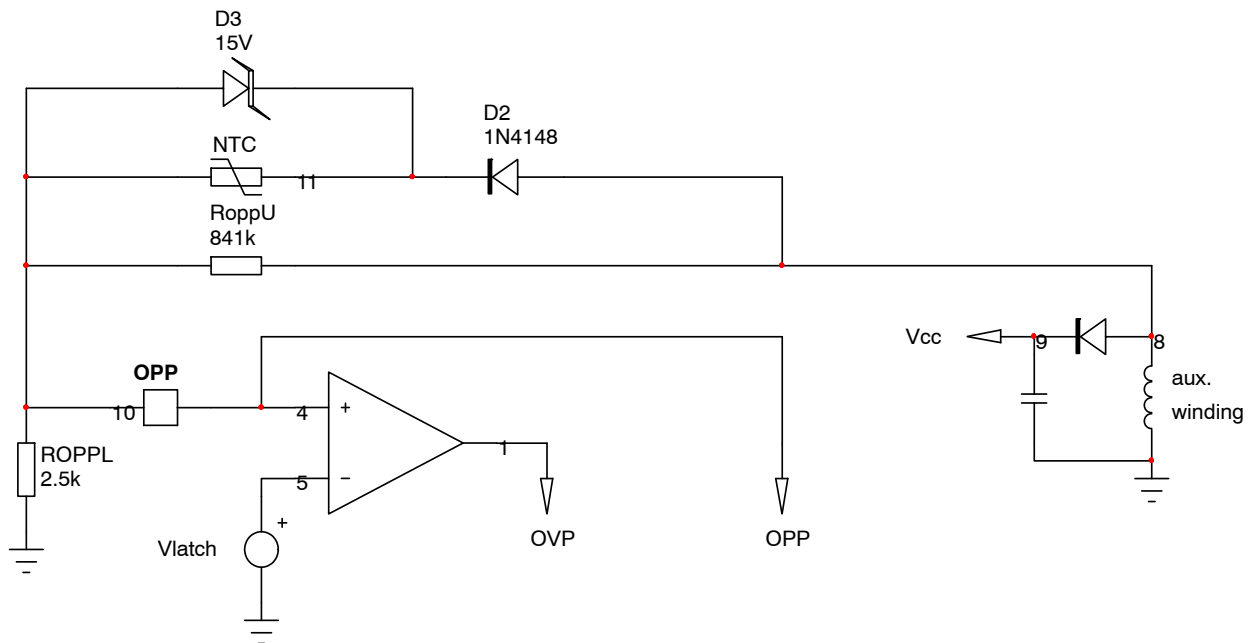 D3
15V
D2
1N4148
NTC
11
RoppU
841k
Vcc
9
8
OPP
aux.
winding
10
4
+
ROPPL
2.5k
1
5
−
+
Vlatch
OVP
OPP